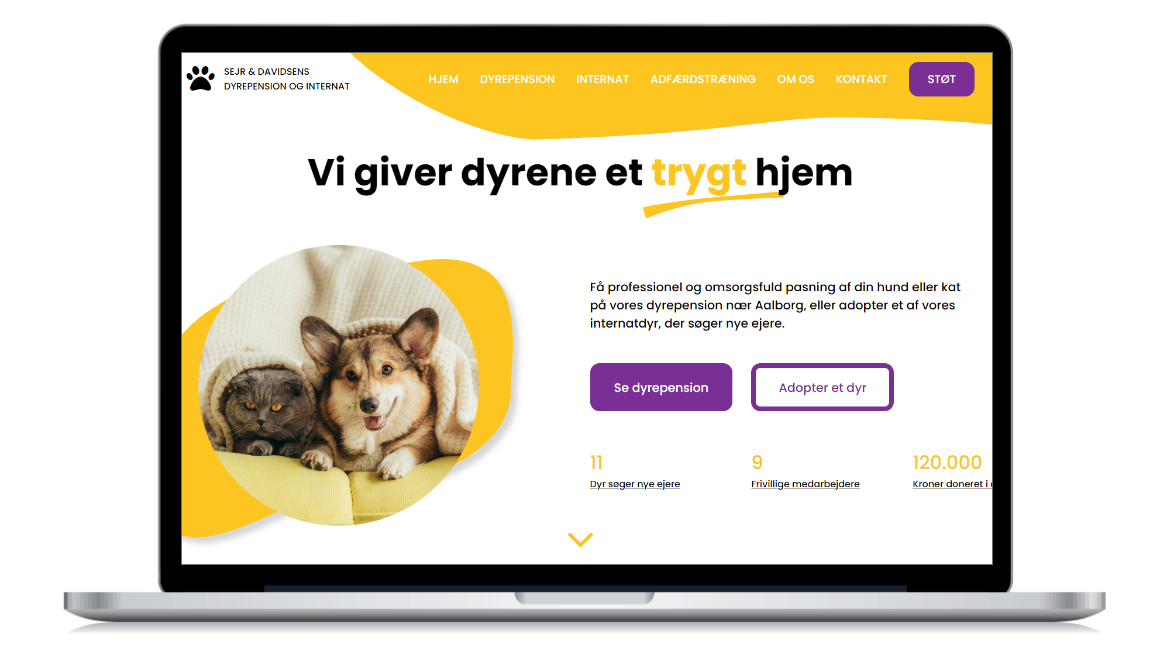 SEJR & DAVIDSENS
DYREPENSION OG INTERNAT
HJEM DYREPENSION INTERNAT ADFÆRDSTRÆNING OM OS KONTAKT STØT
Vi giver dyrene et trygt hjem
Få professionel og omsorgsfuld pasning af din hund eller kat
på vores dyrepension nær Aalborg, eller adopter et af vores
internatdyr, der søger nye ejere.
Se dyrepension Adopter et dyr
11 9 120.000
Dyr søger nye ejere Frivillige medarbejdere Kroner doneret i